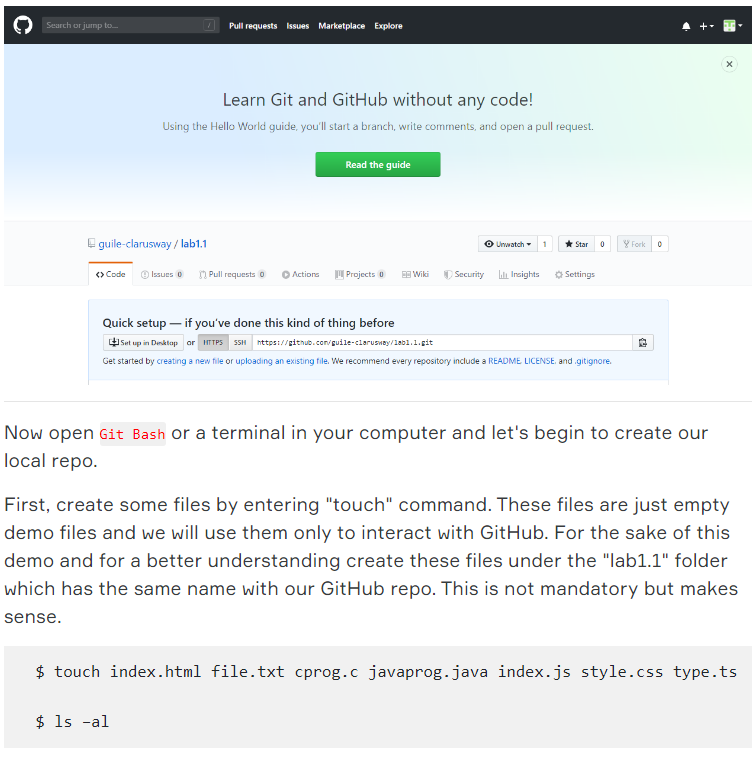 Search or jump to... / Pull requests Issues Marketplace Explore
Learn Git and GitHub without any code!
Using the Hello World guide, you'll start a branch, write comments, and open a pull request.
Read the guide
guile-clarusway / lab1.1 Unwatch 1 Star 0 Fork 0
Code Issues 0 Pull requests 0 Actions Projects 0 Wiki Security Insights Settings
Quick setup — if you've done this kind of thing before
Set up in Desktop or HTTPS SSH https://github.com/guile-clarusway/lab1.1.git
Get started by creating a new file or uploading an existing file. We recommend every repository include a README, LICENSE, and .gitignore.
Now open Git Bash or a terminal in your computer and let's begin to create our
local repo.
First, create some files by entering "touch" command. These files are just empty
demo files and we will use them only to interact with GitHub. For the sake of this
demo and for a better understanding create these files under the "lab1.1" folder
which has the same name with our GitHub repo. This is not mandatory but makes
sense.
$ touch index.html file.txt cprog.c javaprog.java index.js style.css type.ts
$ ls –al